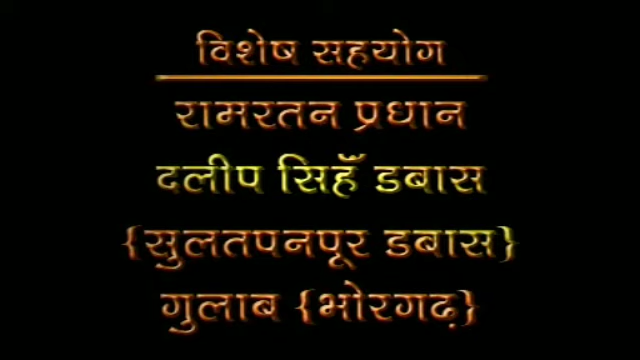 विशेष सहयोग
रामरतन प्रधान
दलीप सिहँ डबास
{सुलतपनपूर डबास}
गुलाब {भोरगढ़}